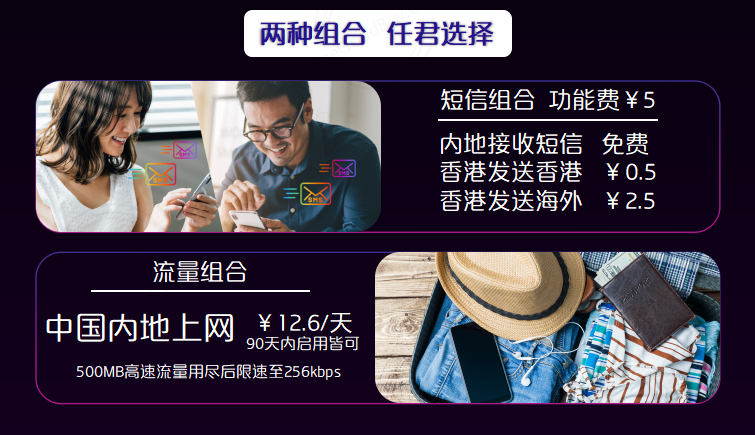 两种组合 任君选择
短信组合 功能费￥5
内地接收短信 免费
香港发送香港 ￥0.5
香港发送海外 ￥2.5
SMS
SMS
SMS
SMS
流量组合
中国内地上网 ￥12.6/天
90天内启用皆可
500MB高速流量用尽后限速至256kbps